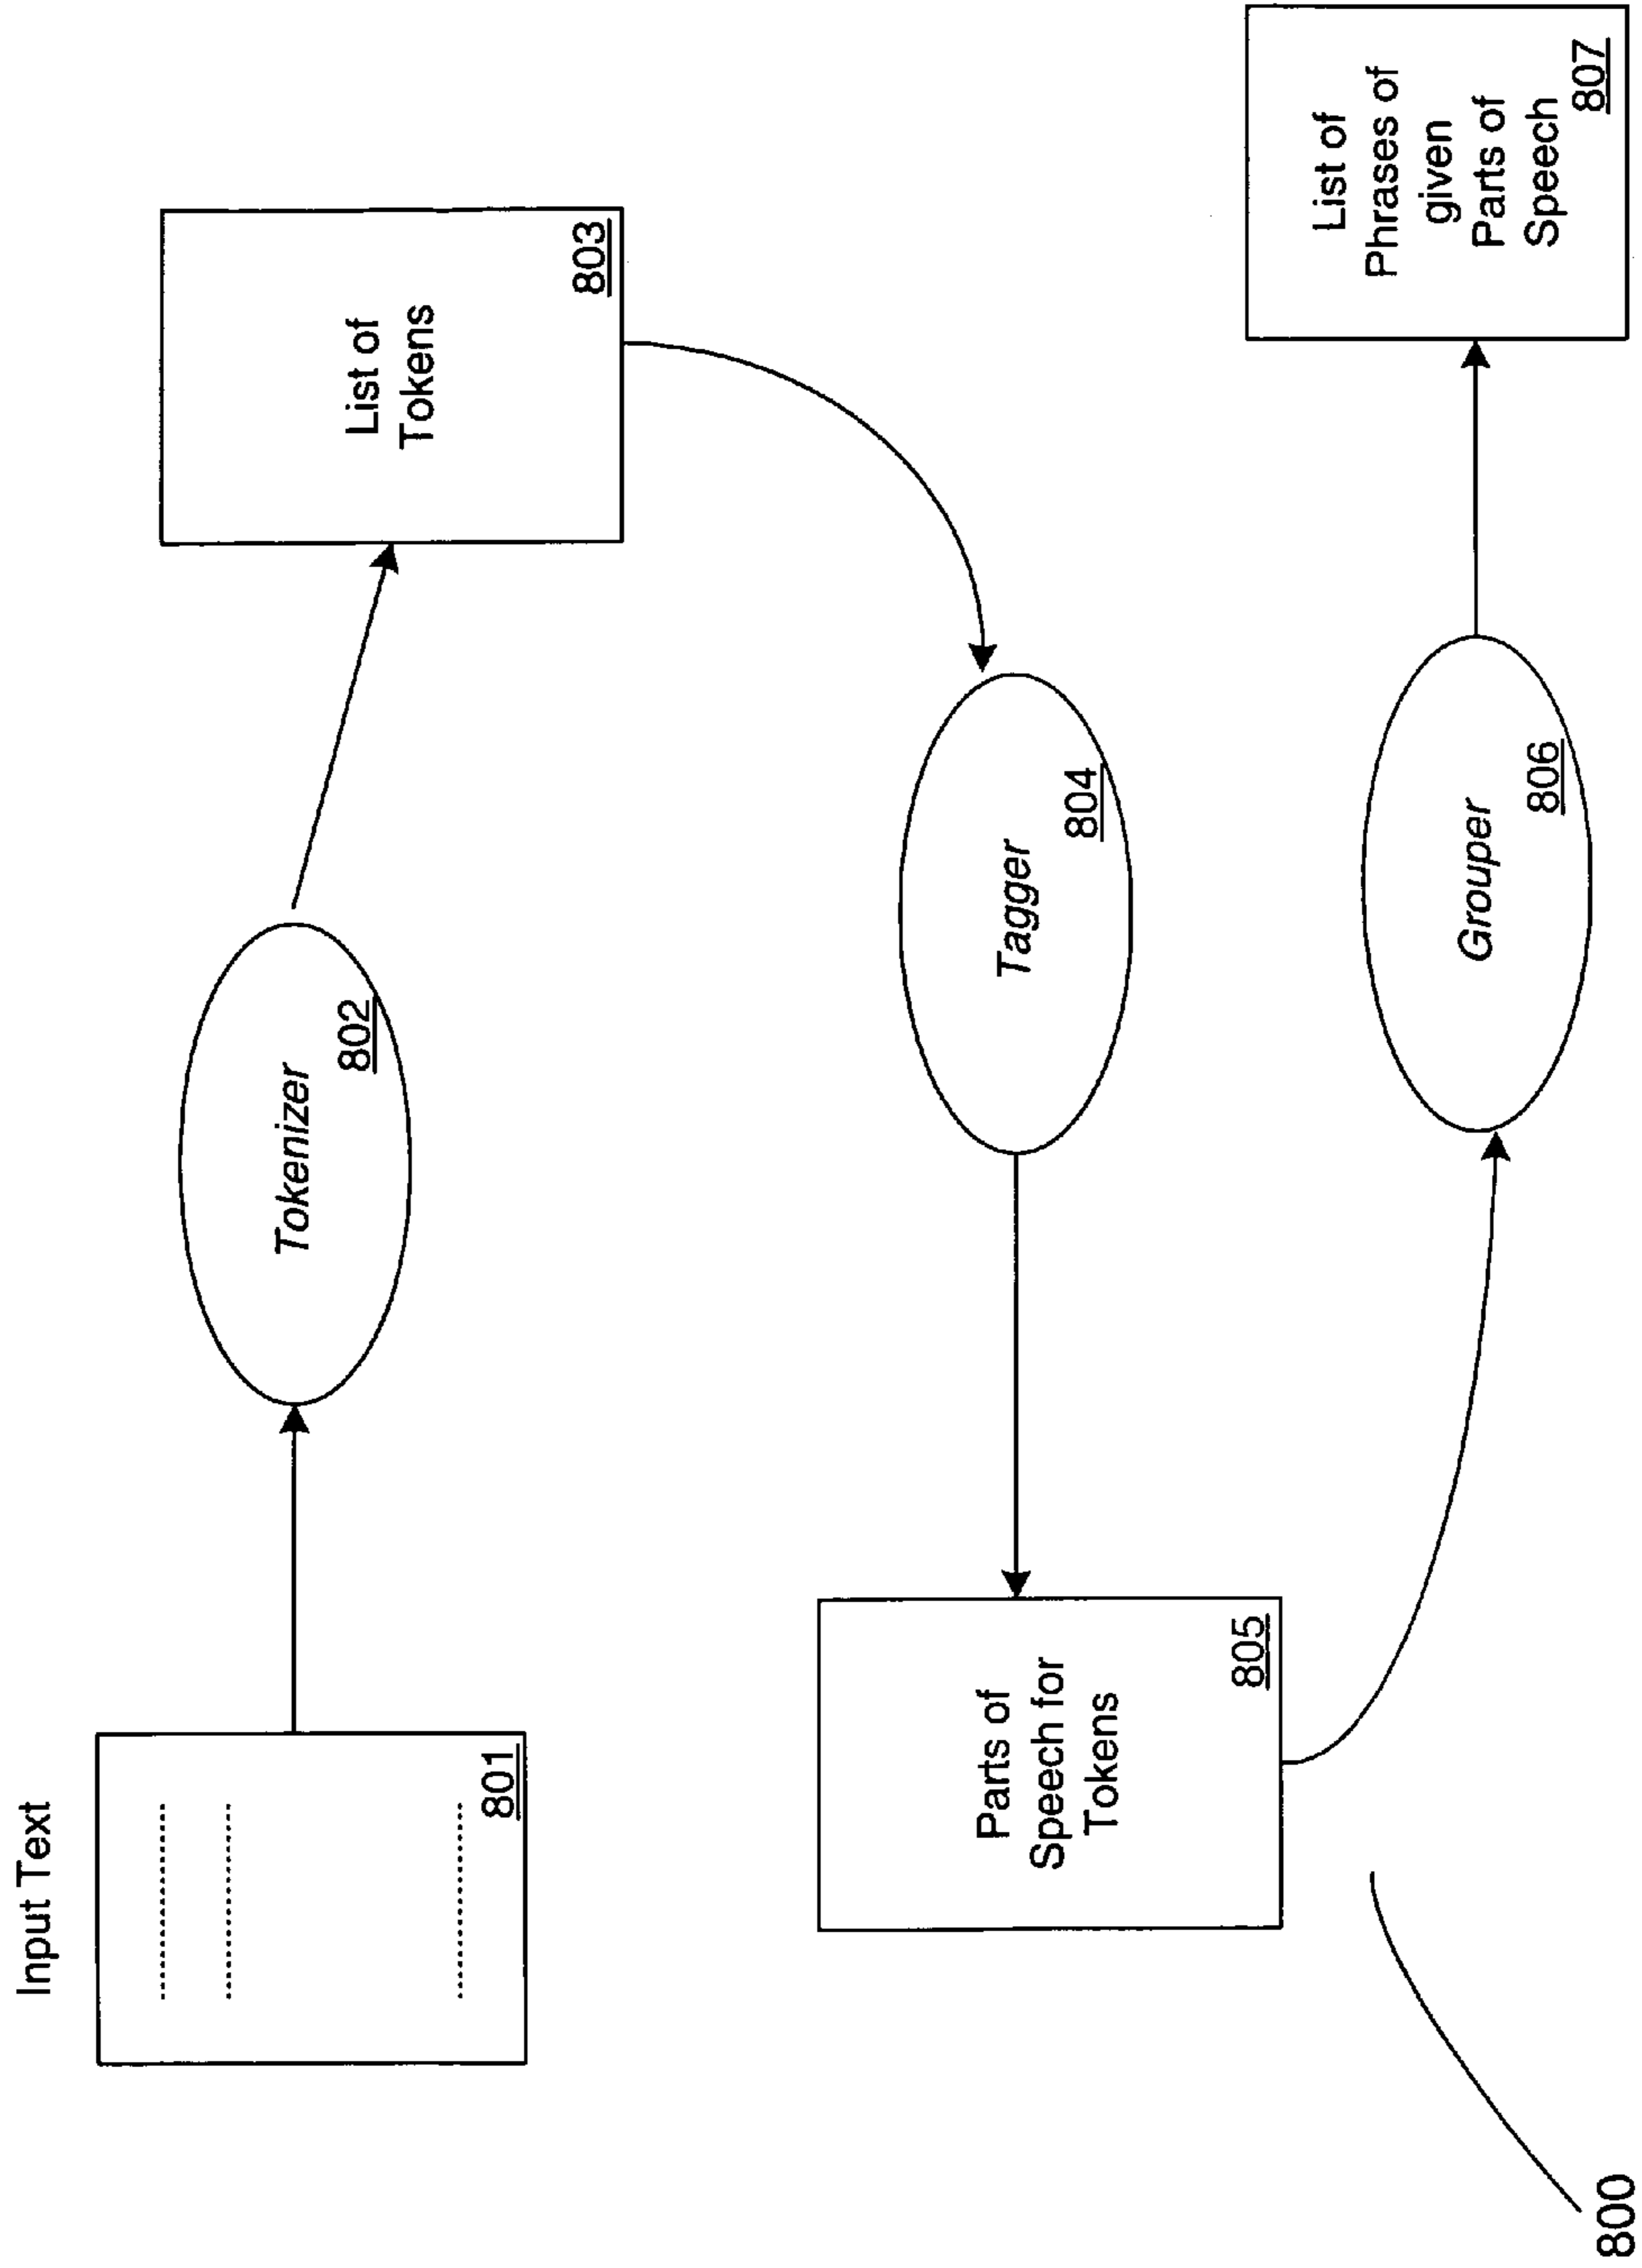 Input Text
801
Tokenizer
802
List of
Tokens
803
Tagger
804
Parts of
Speech for
Tokens
805
Grouper
806
List of
Phrases of
given
Parts of
Speech
807
800